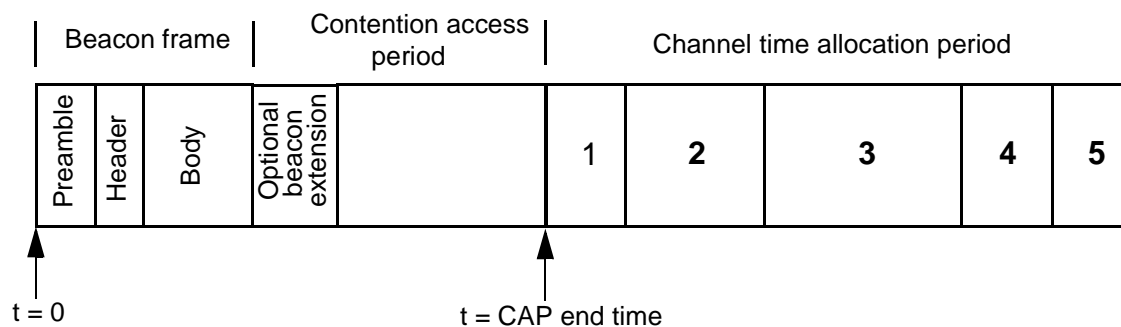 Beacon frame
Contention access
period
Channel time allocation period
Preamble
Header
Body
Optional
beacon
extension
1
2
3
4
5
t = 0
t = CAP end time